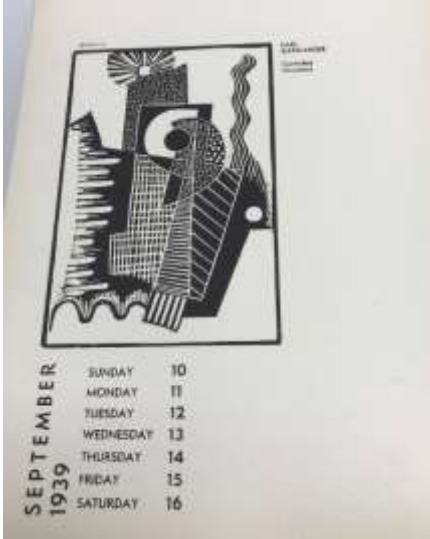 SEPTEMBER
1939
SUNDAY 10
MONDAY 11
TUESDAY 12
WEDNESDAY 13
THURSDAY 14
FRIDAY 15
SATURDAY 16